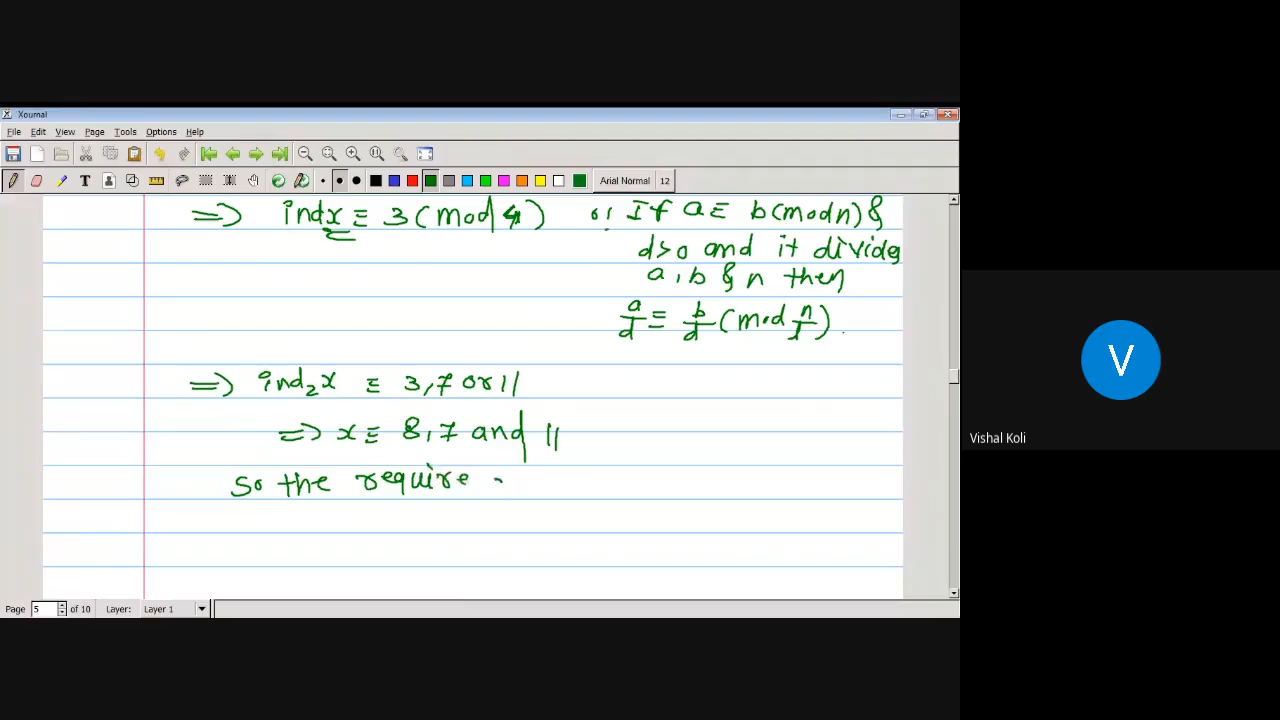 Xournal
File Edit View Page Tools Options Help
Arial Normal 12
⇒ ind x ≡ 3 (mod 4) ∵ If a ≡ b (mod n) &
d>0 and it divides
a, b & n then
a/d ≡ b/d (mod n/d).
⇒ ind₂x ≡ 3, 7 or 11
⇒ x ≡ 8, 7 and 11
So the require
Page 5 of 10 Layer: Layer 1
V
Vishal Koli